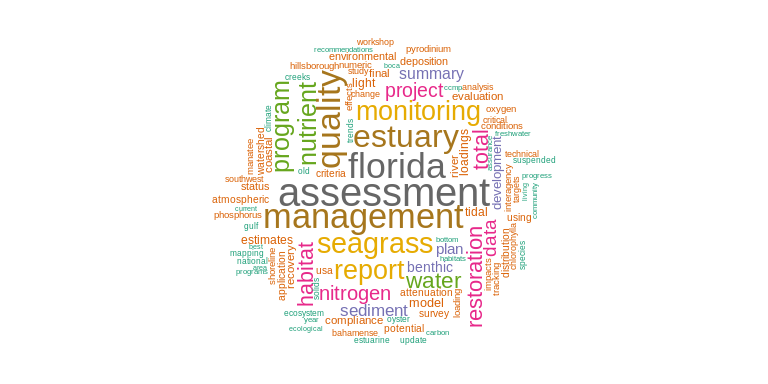 workshop
recommendations
pyrodinium
environmental
hillsborough
numeric
boca
deposition
creeks
study
final
summary
ccmp
analysis
light
project
evaluation
change
effects
program
nutrient
quality
monitoring
oxygen
critical
conditions
freshwater
climate
trends
estuary
total
loadings
river
technical
suspended
manatee
watershed
coastal
old
criteria
florida
assurance
development
interagency
targets
progress
living
community
southwest
status
assessment
atmospheric
current
phosphorus
management
tidal
using
gulf
estimates
seagrass
bottom
plan
habitats
restoration
data
distribution
chlorophylla
species
best
mapping
national
area
programs
shoreline
application
recovery
habitat
usa
report
benthic
water
impacts
tracking
solids
nitrogen
attenuation
model
loading
ecosystem
year
ecological
compliance
sediment
oyster
survey
bahamense
potential
carbon
estuarine
update